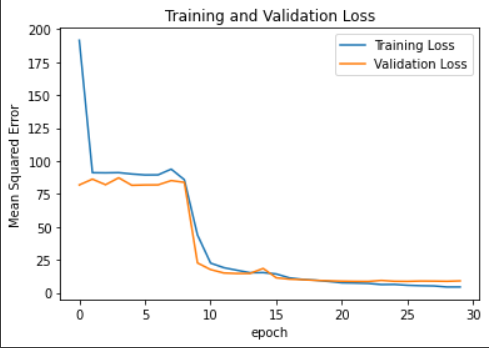 Training and Validation Loss
200
175
150
125
100
75
50
25
0
Mean Squared Error
Training Loss
Validation Loss
0 5 10 15 20 25 30
epoch